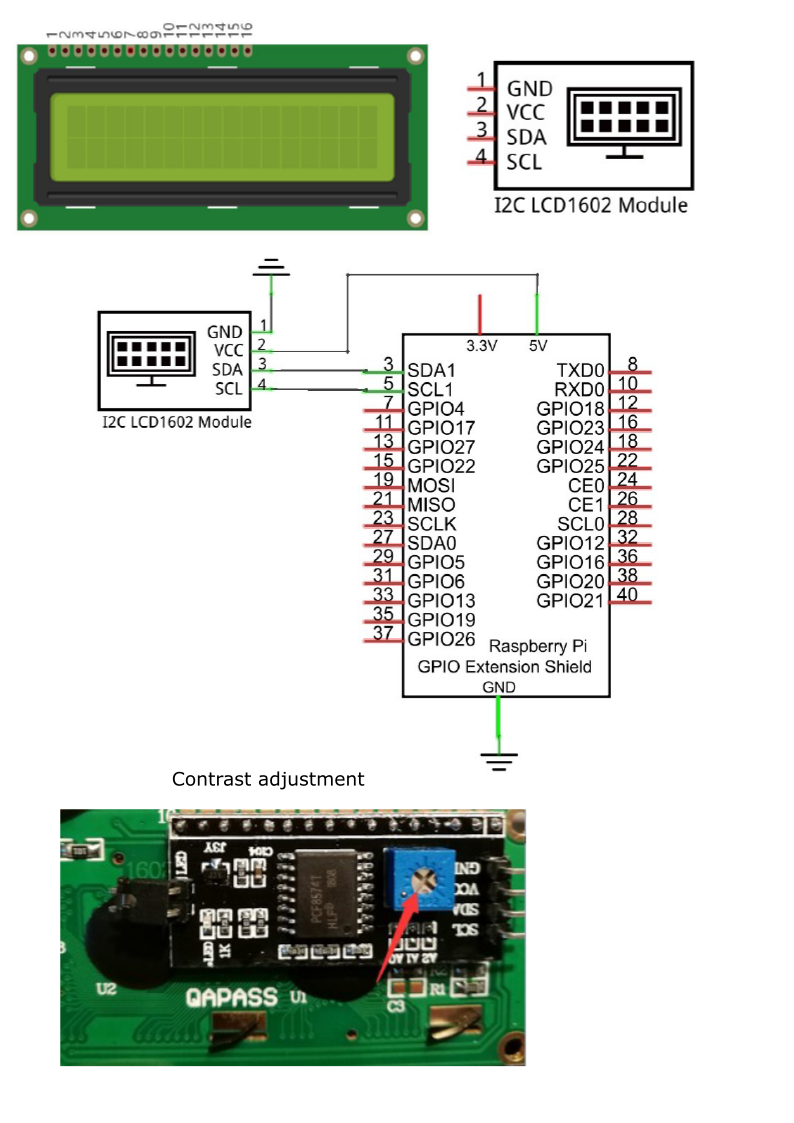 1 2 3 4 5 6 7 8 9 10 11 12 13 14 15 16
1 GND
2 VCC
3 SDA
4 SCL
I2C LCD1602 Module
GND 1
VCC 2
SDA 3
SCL 4
I2C LCD1602 Module
3.3V 5V
3 SDA1 TXD0 8
5 SCL1 RXD0 10
7 GPIO4 GPIO18 12
11 GPIO17 GPIO23 16
13 GPIO27 GPIO24 18
15 GPIO22 GPIO25 22
19 MOSI CE0 24
21 MISO CE1 26
23 SCLK SCL0 28
27 SDA0 GPIO12 32
29 GPIO5 GPIO16 36
31 GPIO6 GPIO20 38
33 GPIO13 GPIO21 40
35 GPIO19
37 GPIO26
Raspberry Pi
GPIO Extension Shield
GND
Contrast adjustment
16
J3Y C104
1602
GND
VCC
SDA
SCL
PCF8574T
LED 1K
A2 A1 A0
U2 QAPASS U1 C3 R1
R2